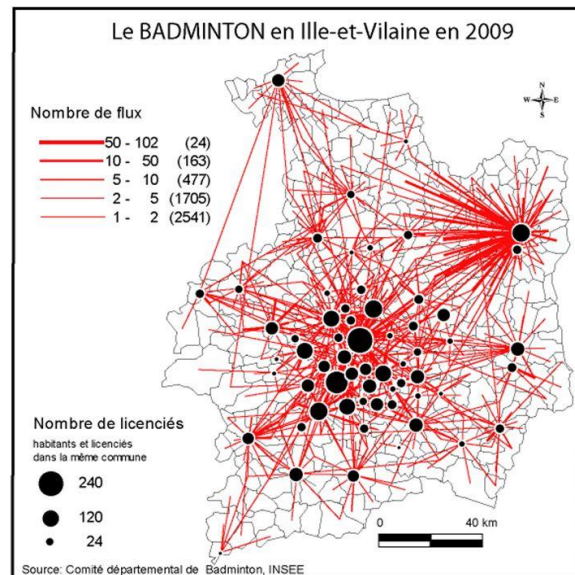 Le BADMINTON en Ille-et-Vilaine en 2009
N
W E
S
Nombre de flux
50 - 102 (24)
10 - 50 (163)
5 - 10 (477)
2 - 5 (1705)
1 - 2 (2541)
Nombre de licenciés
habitants et licenciés
dans la même commune
240
120
24
0 40 km
Source: Comité départemental de Badminton, INSEE